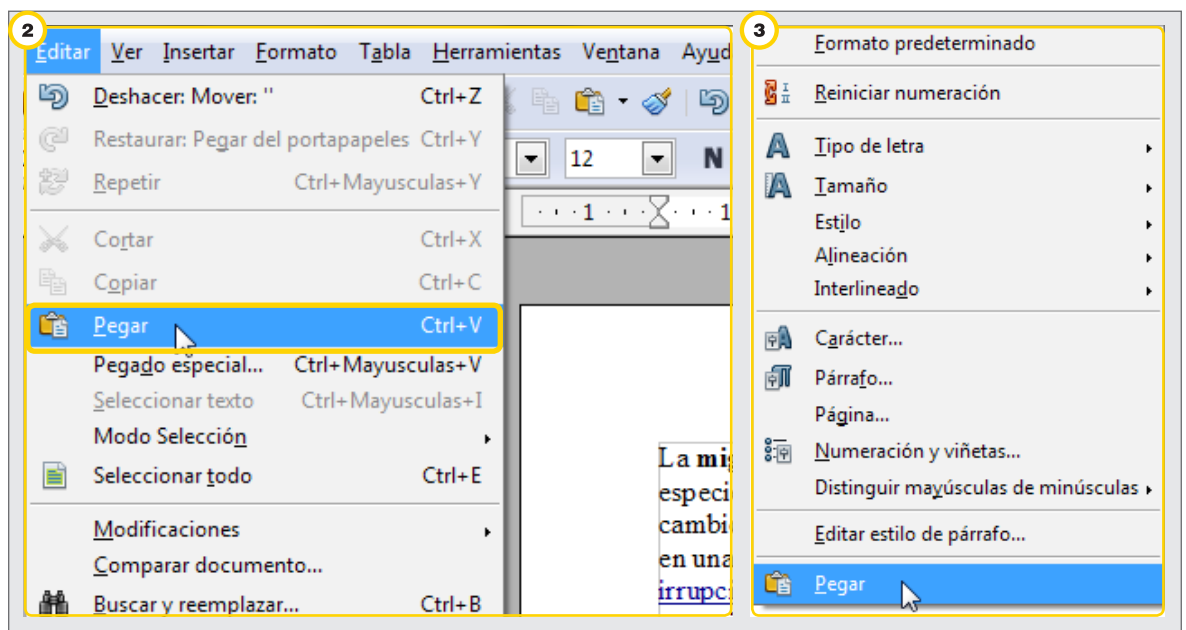 2
Editar Ver Insertar Formato Tabla Herramientas Ventana Ayud
Deshacer: Mover: '' Ctrl+Z
Restaurar: Pegar del portapapeles Ctrl+Y
Repetir Ctrl+Mayusculas+Y
Cortar Ctrl+X
Copiar Ctrl+C
Pegar Ctrl+V
Pegado especial... Ctrl+Mayusculas+V
Seleccionar texto Ctrl+Mayusculas+I
Modo Selección
Seleccionar todo Ctrl+E
Modificaciones
Comparar documento...
Buscar y reemplazar... Ctrl+B
12 N
1 1
La mig
especi
cambi
en una
irrupc
3
Formato predeterminado
Reiniciar numeración
Tipo de letra
Tamaño
Estilo
Alineación
Interlineado
Carácter...
Párrafo...
Página...
Numeración y viñetas...
Distinguir mayúsculas de minúsculas
Editar estilo de párrafo...
Pegar